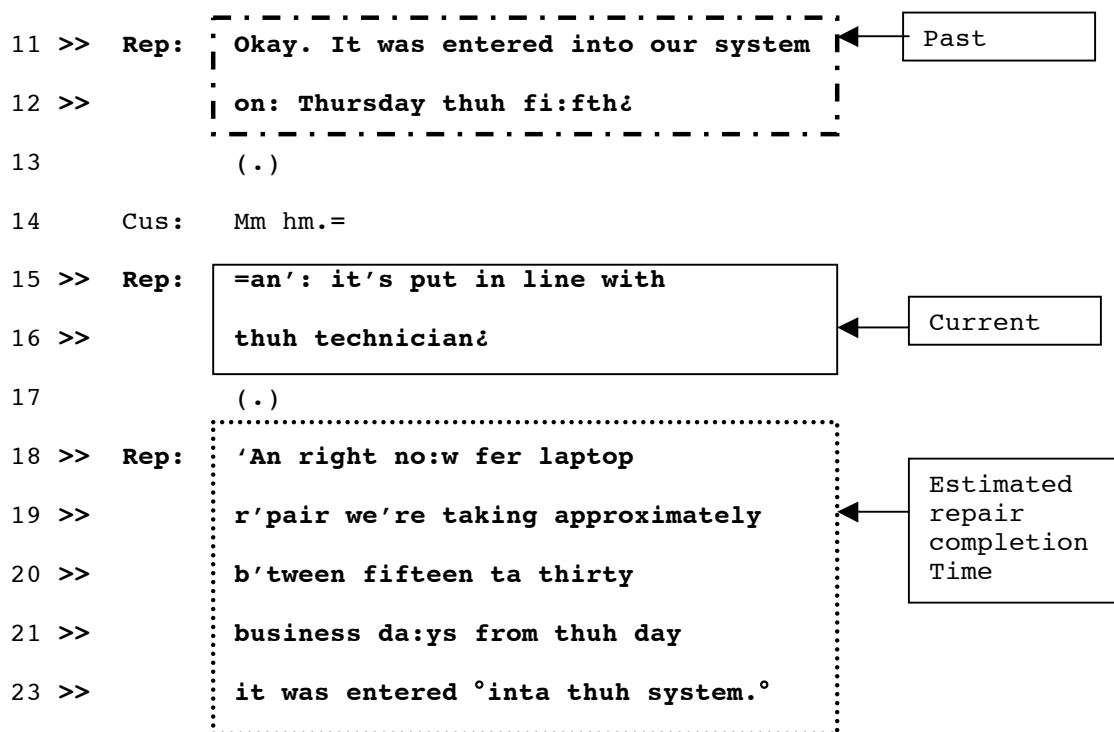 11 >> Rep: Okay. It was entered into our system Past
12 >> on: Thursday thuh fi:fth¿
13 (.)
14 Cus: Mm hm.=
15 >> Rep: =an’: it's put in line with
16 >> thuh technician¿ Current
17 (.)
18 >> Rep: ‘An right no:w fer laptop
19 >> r’pair we’re taking approximately
20 >> b’tween fifteen ta thirty
21 >> business da:ys from thuh day
23 >> it was entered °inta thuh system.°
Estimated
repair
completion
Time